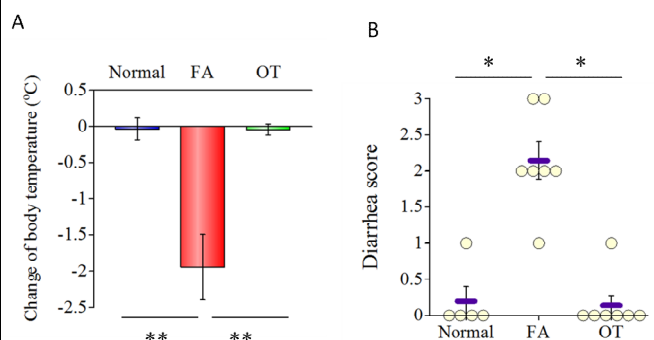 A
Normal FA OT
Change of body temperature (⁰C)
0.5
0
-0.5
-1
-1.5
-2
-2.5
** **
B
* *
Diarrhea score
3
2.5
2
1.5
1
0.5
0
Normal FA OT